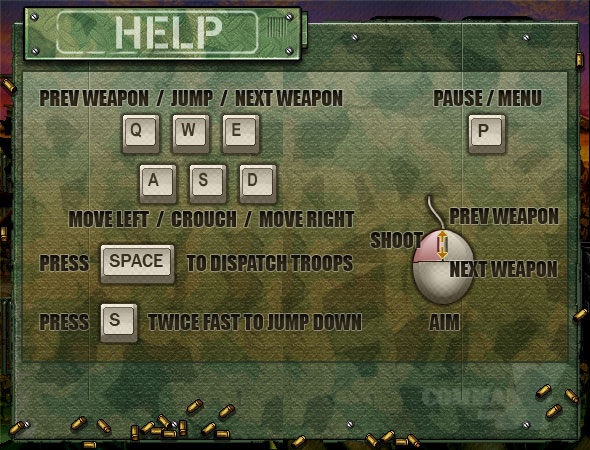 HELP
PREV WEAPON / JUMP / NEXT WEAPON
PAUSE / MENU
Q W E
P
A S D
MOVE LEFT / CROUCH / MOVE RIGHT
PREV WEAPON
SHOOT
PRESS SPACE TO DISPATCH TROOPS
NEXT WEAPON
PRESS S TWICE FAST TO JUMP DOWN
AIM